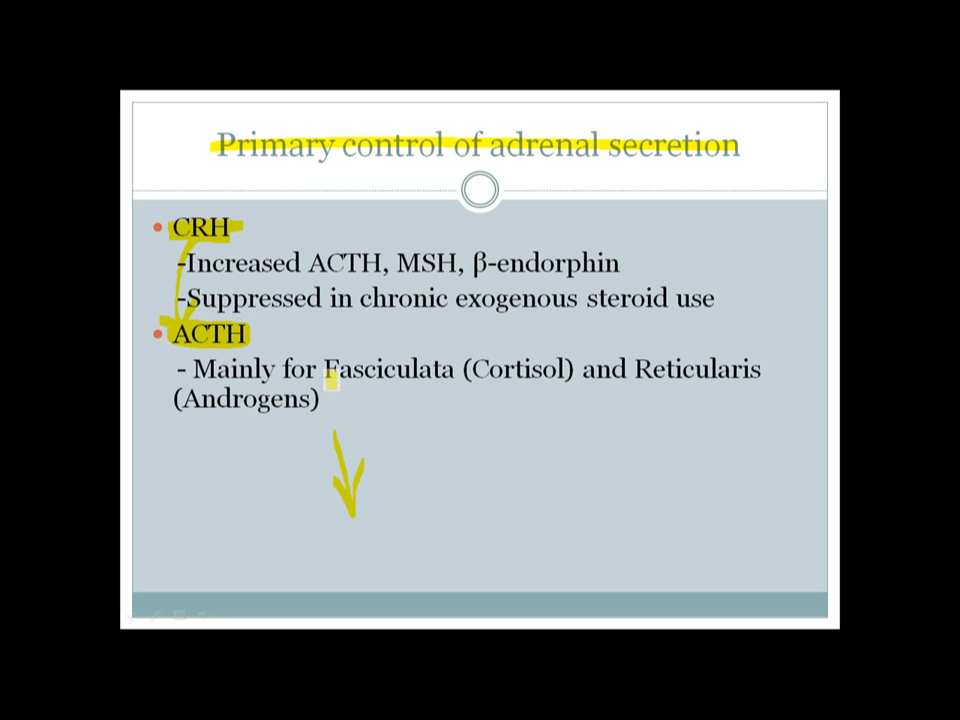 Primary control of adrenal secretion
• CRH
-Increased ACTH, MSH, β-endorphin
-Suppressed in chronic exogenous steroid use
• ACTH
- Mainly for Fasciculata (Cortisol) and Reticularis
(Androgens)